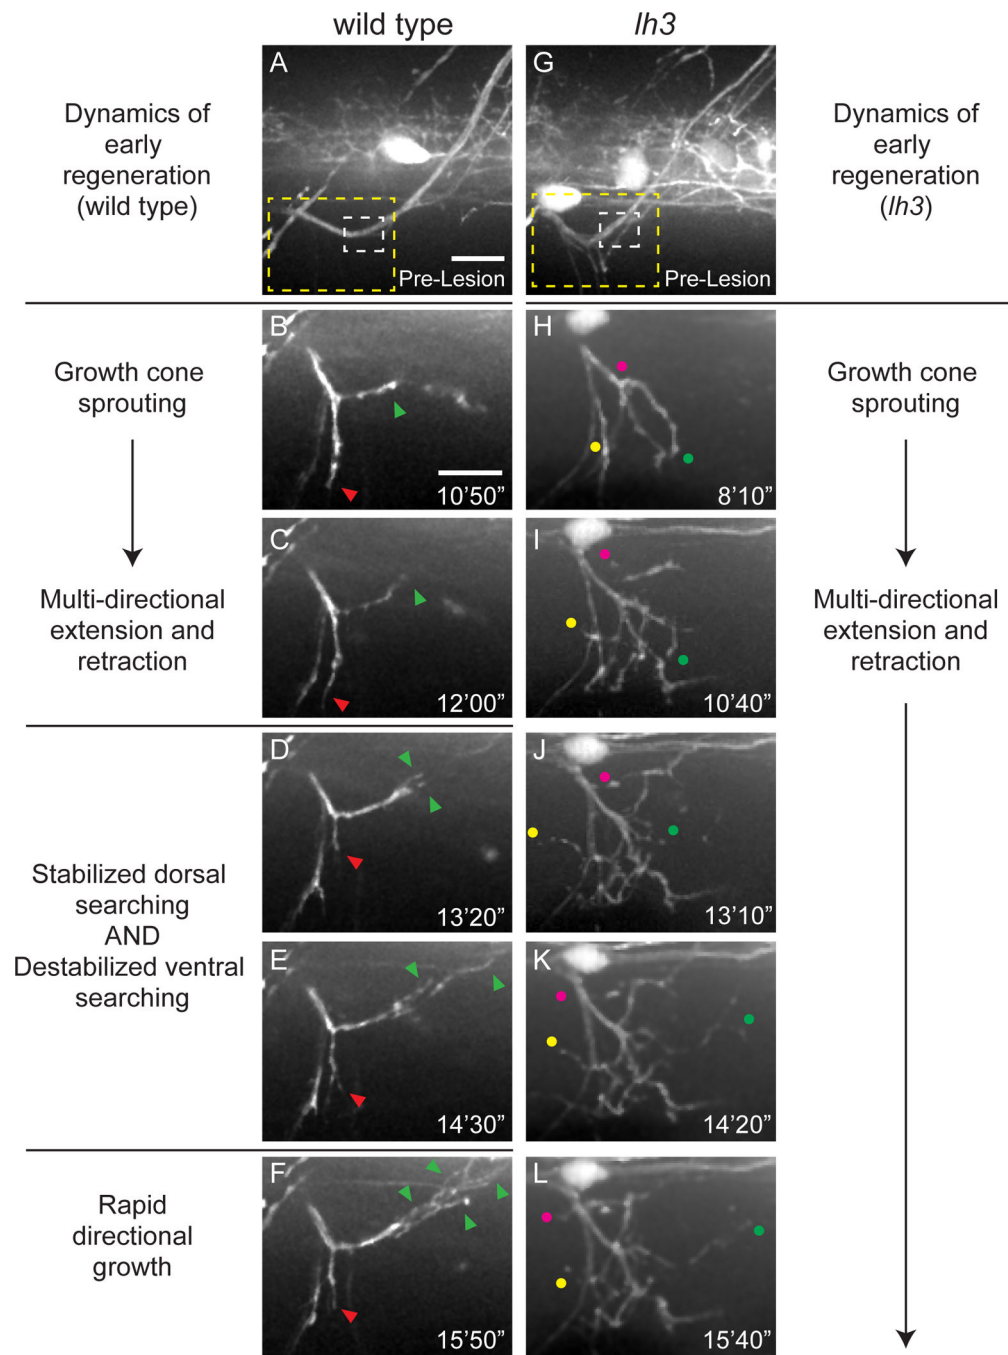 wild type
lh3
A
G
Dynamics of
early
regeneration
(wild type)
Pre-Lesion
Pre-Lesion
Dynamics of
early
regeneration
(lh3)
B
H
Growth cone
sprouting
10’50”
8’10”
Growth cone
sprouting
C
I
Multi-directional
extension and
retraction
12’00”
10’40”
Multi-directional
extension and
retraction
D
J
13’20”
13’10”
Stabilized dorsal
searching
AND
Destabilized ventral
searching
E
K
14’30”
14’20”
F
L
Rapid
directional
growth
15’50”
15’40”